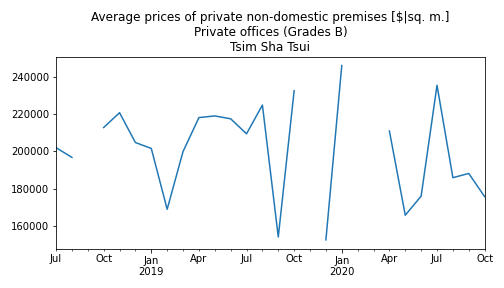 Average prices of private non-domestic premises [$|sq. m.]
Private offices (Grades B)
Tsim Sha Tsui
240000
220000
200000
180000
160000
Jul Oct Jan Apr Jul Oct Jan Apr Jul Oct
2019 2020